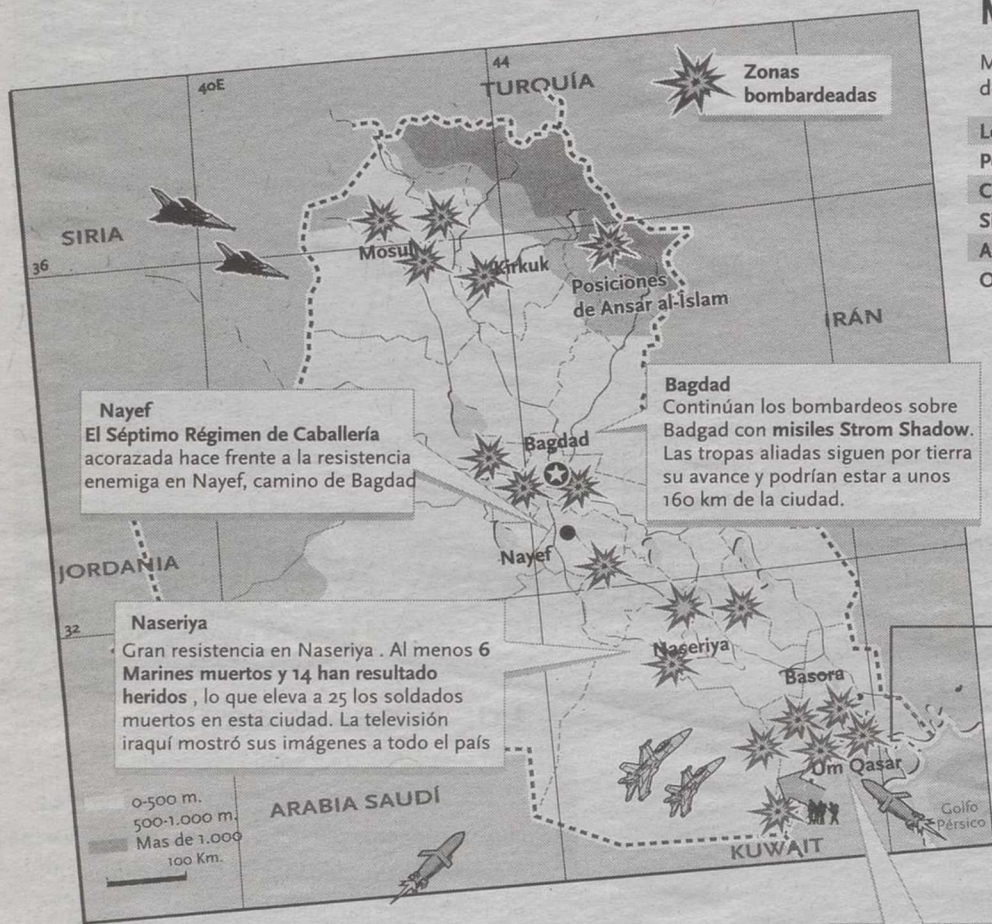 40E
44
TURQUÍA
Zonas
bombardeadas
SIRIA
36
Mosul
Kirkuk
Posiciones
de Ansar al-Islam
IRÁN
Nayef
El Séptimo Régimen de Caballería
acorazada hace frente a la resistencia
enemiga en Nayef, camino de Bagdad
Bagdad
Bagdad
Continúan los bombardeos sobre
Badgad con misiles Strom Shadow.
Las tropas aliadas siguen por tierra
su avance y podrían estar a unos
160 km de la ciudad.
Nayef
JORDANIA
32
Naseriya
Gran resistencia en Naseriya . Al menos 6
Marines muertos y 14 han resultado
heridos , lo que eleva a 25 los soldados
muertos en esta ciudad. La televisión
iraquí mostró sus imágenes a todo el país
Naseriya
Basora
Um Qasar
0-500 m.
500-1.000 m.
Mas de 1.000
100 Km.
ARABIA SAUDÍ
KUWAIT
Golfo
Pérsico